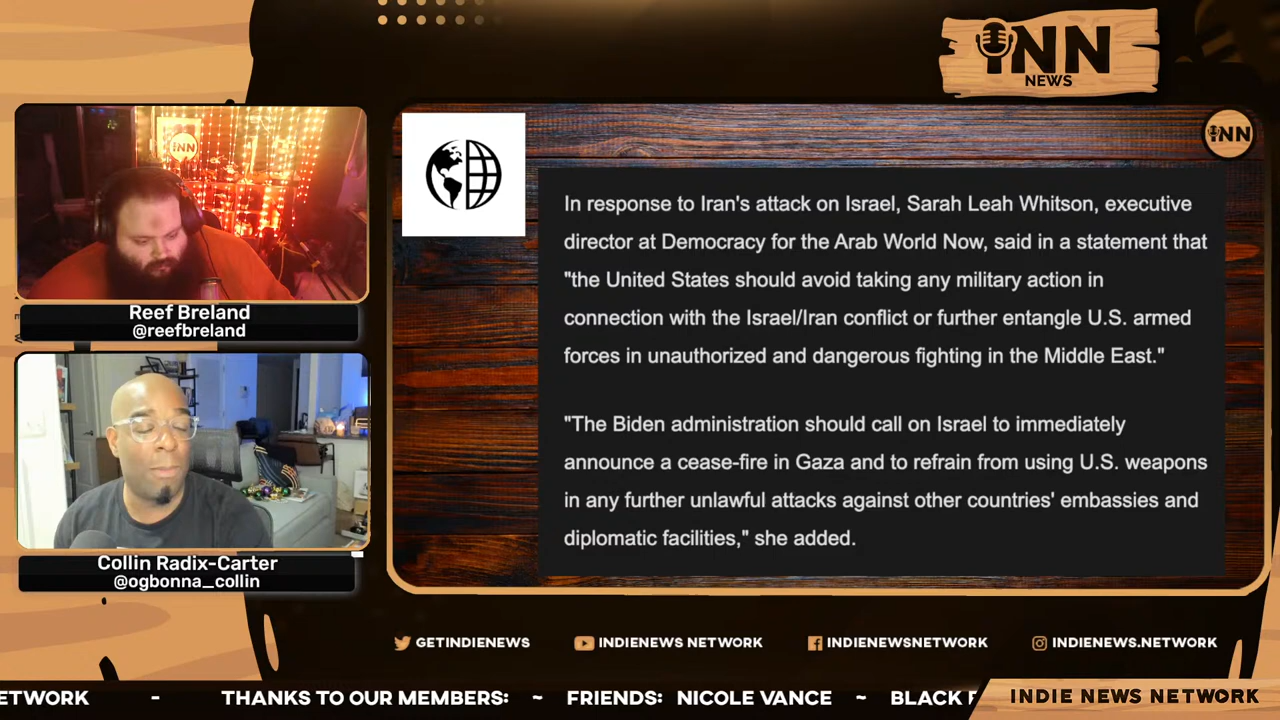 INN
NEWS
INN
INN
In response to Iran's attack on Israel, Sarah Leah Whitson, executive
director at Democracy for the Arab World Now, said in a statement that
"the United States should avoid taking any military action in
connection with the Israel/Iran conflict or further entangle U.S. armed
forces in unauthorized and dangerous fighting in the Middle East."
"The Biden administration should call on Israel to immediately
announce a cease-fire in Gaza and to refrain from using U.S. weapons
in any further unlawful attacks against other countries' embassies and
diplomatic facilities," she added.
Reef Breland
@reefbreland
Collin Radix-Carter
@ogbonna_collin
GETINDIENEWS
INDIENEWS NETWORK
INDIENEWSNETWORK
INDIENEWS.NETWORK
ETWORK - THANKS TO OUR MEMBERS: ~ FRIENDS: NICOLE VANCE ~ BLACK
INDIE NEWS NETWORK